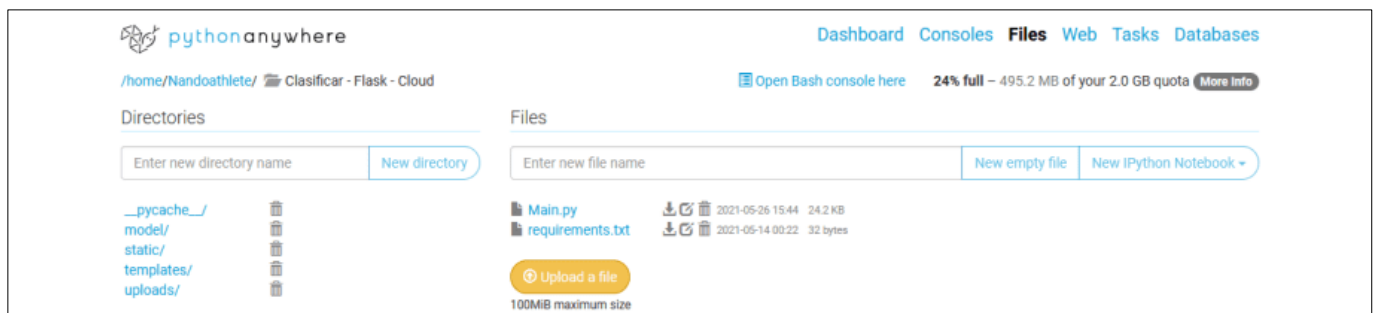 pythonanywhere
Dashboard Consoles Files Web Tasks Databases
/home/Nandoathlete/ Clasificar - Flask - Cloud
Open Bash console here 24% full – 495.2 MB of your 2.0 GB quota More Info
Directories
Files
Enter new directory name New directory
Enter new file name New empty file New IPython Notebook
__pycache__/
model/
static/
templates/
uploads/
Main.py 2021-05-26 15:44 24.2 KB
requirements.txt 2021-05-14 00:22 32 bytes
Upload a file
100MiB maximum size